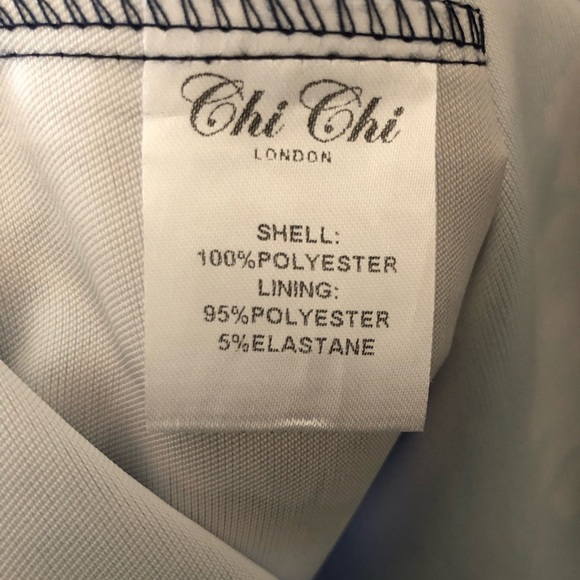 Chi Chi
LONDON
SHELL:
100%POLYESTER
LINING:
95%POLYESTER
5%ELASTANE